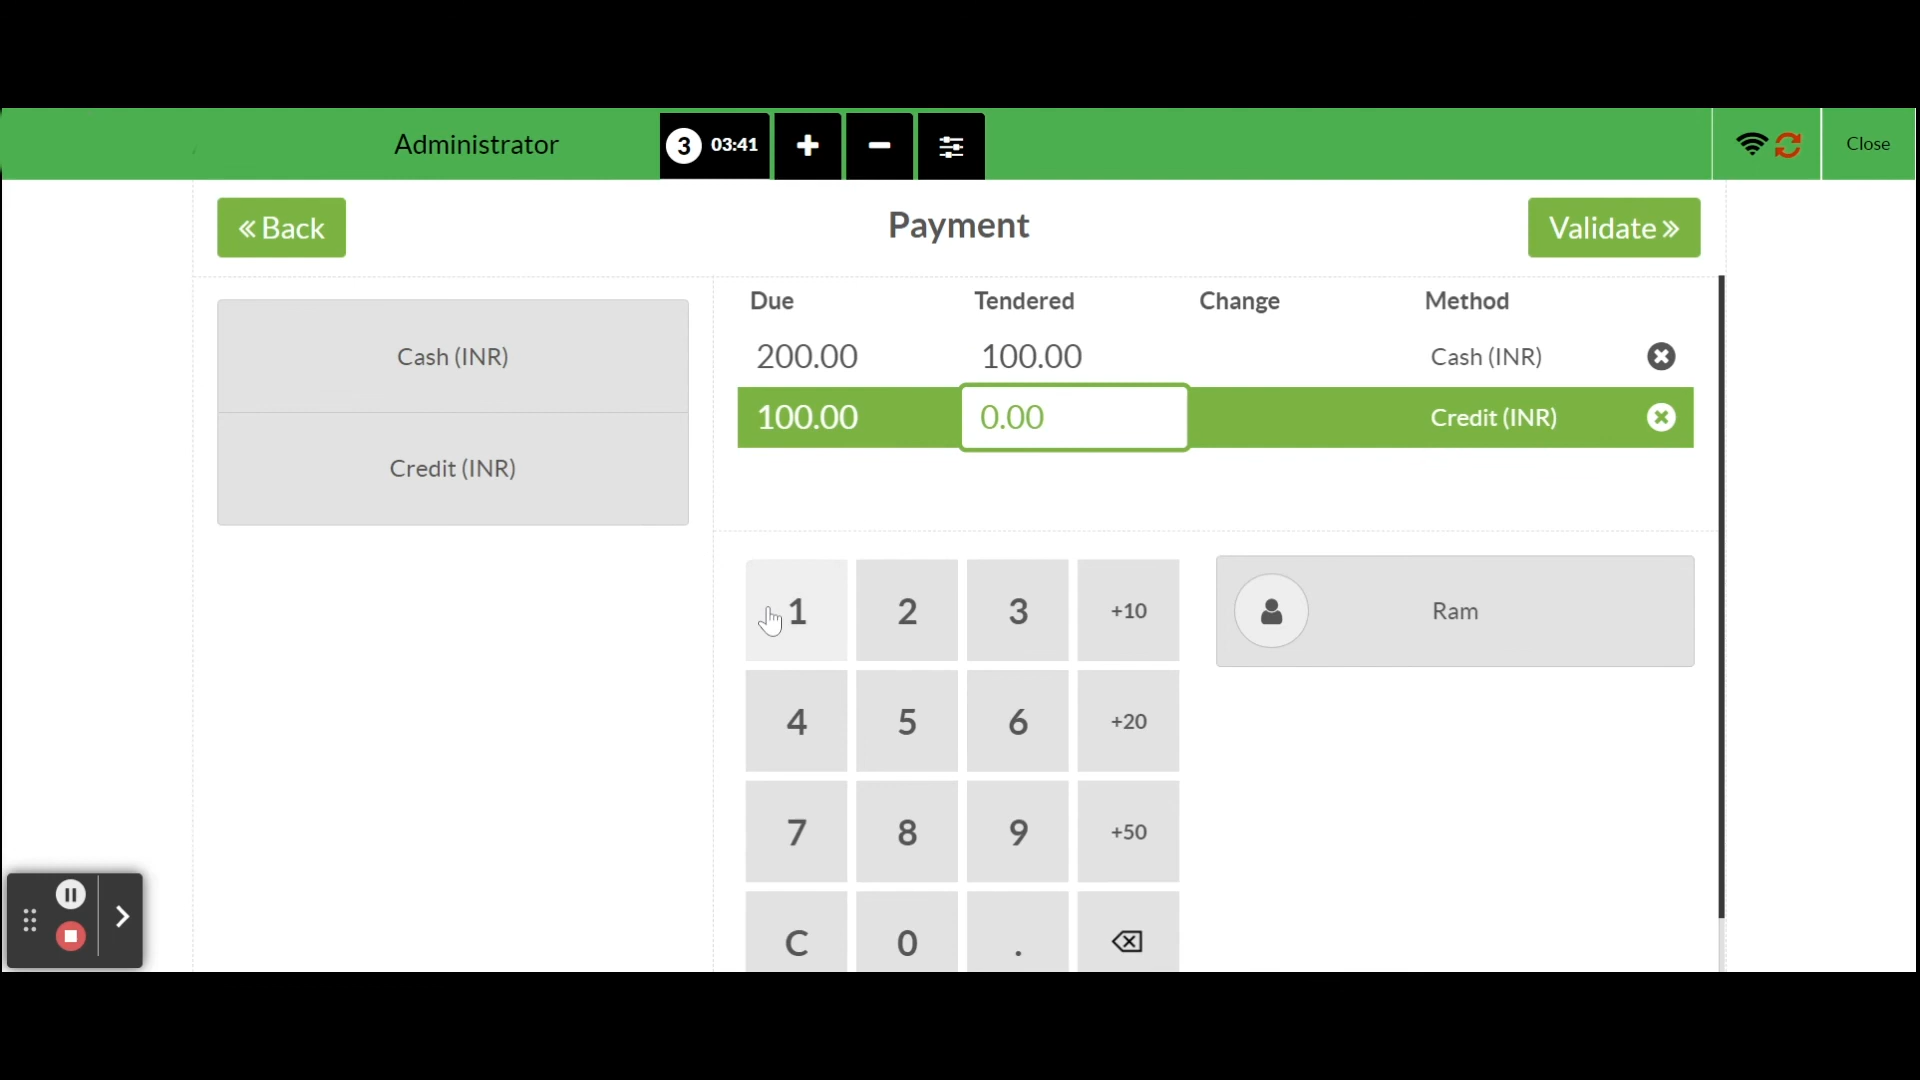 Administrator 3 03:41 + − Close
« Back Payment Validate »
Cash (INR)
Credit (INR)
Due Tendered Change Method
200.00 100.00 Cash (INR)
100.00 0.00 Credit (INR)
1 2 3 +10
4 5 6 +20
7 8 9 +50
C 0 .
Ram